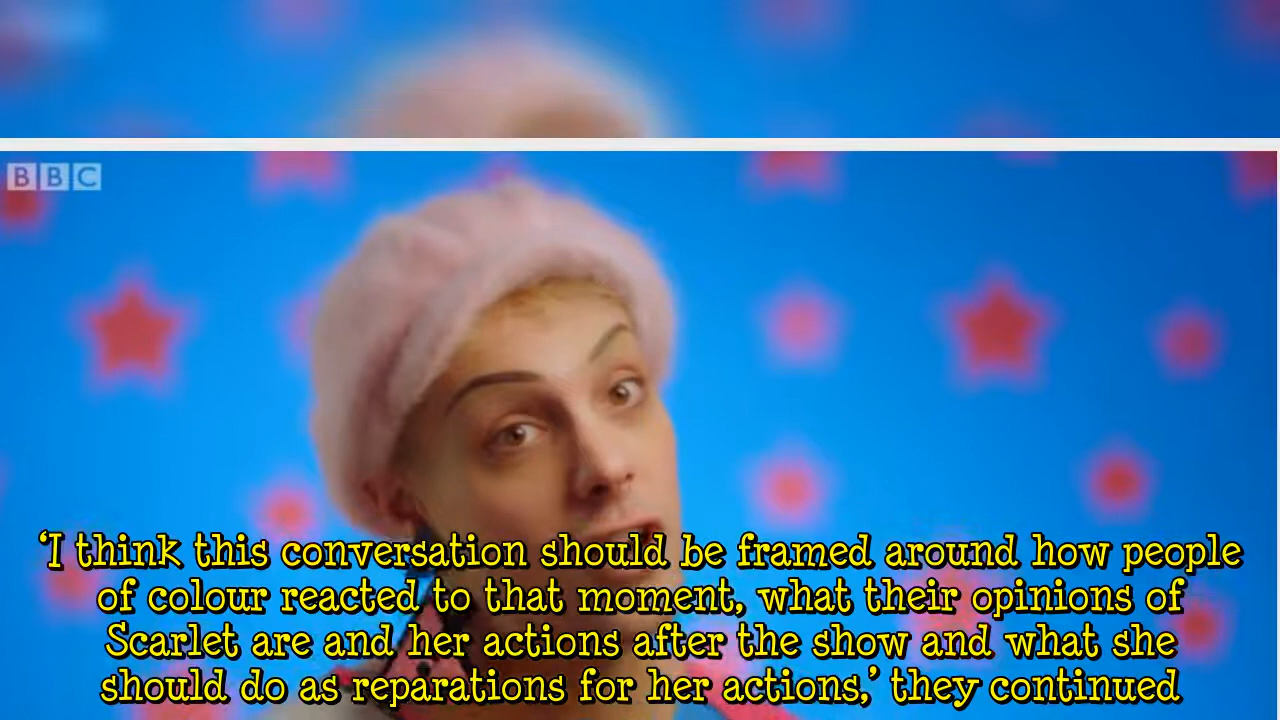 BBC
‘I think this conversation should be framed around how people
of colour reacted to that moment, what their opinions of
Scarlet are and her actions after the show and what she
should do as reparations for her actions,’ they continued